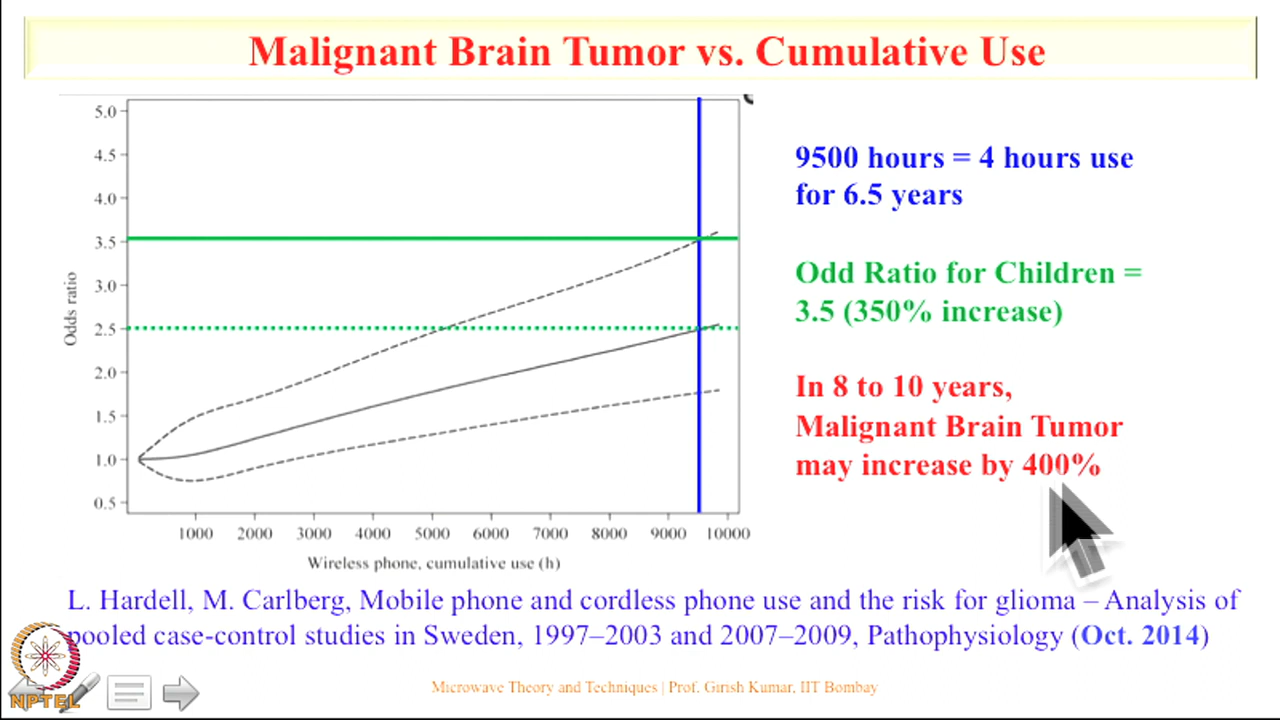 Malignant Brain Tumor vs. Cumulative Use
5.0
4.5
4.0
3.5
3.0
2.5
2.0
1.5
1.0
0.5
Odds ratio
1000 2000 3000 4000 5000 6000 7000 8000 9000 10000
Wireless phone, cumulative use (h)
9500 hours = 4 hours use
for 6.5 years
Odd Ratio for Children =
3.5 (350% increase)
In 8 to 10 years,
Malignant Brain Tumor
may increase by 400%
L. Hardell, M. Carlberg, Mobile phone and cordless phone use and the risk for glioma – Analysis of
pooled case-control studies in Sweden, 1997–2003 and 2007–2009, Pathophysiology (Oct. 2014)
NPTEL
Microwave Theory and Techniques | Prof. Girish Kumar, IIT Bombay